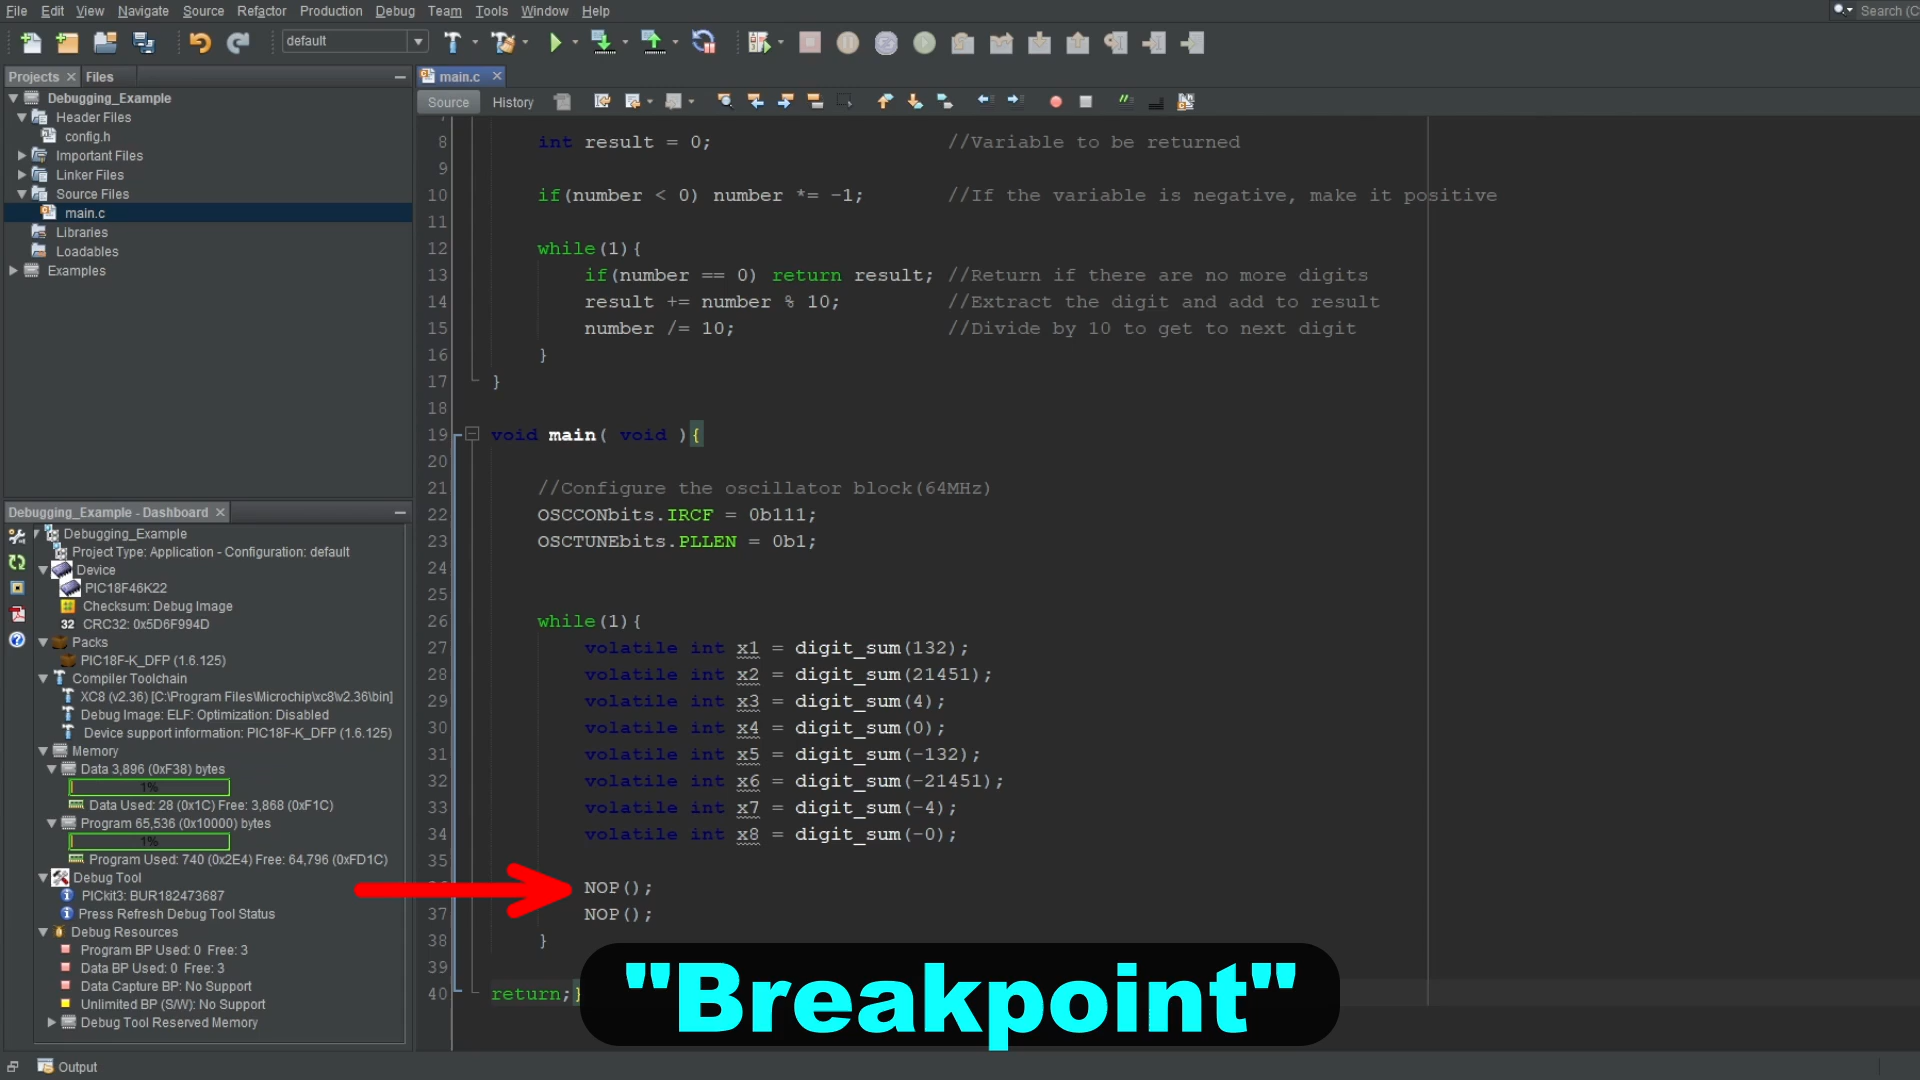 File Edit View Navigate Source Refactor Production Debug Team Tools Window Help
Search (C
default
Projects Files
Debugging_Example
Header Files
config.h
Important Files
Linker Files
Source Files
main.c
Libraries
Loadables
Examples
Debugging_Example - Dashboard
Debugging_Example
Project Type: Application - Configuration: default
Device
PIC18F46K22
Checksum: Debug Image
32 CRC32: 0x5D6F994D
Packs
PIC18F-K_DFP (1.6.125)
Compiler Toolchain
XC8 (v2.36) [C:\Program Files\Microchip\xc8\v2.36\bin]
Debug Image: ELF: Optimization: Disabled
Device support information: PIC18F-K_DFP (1.6.125)
Memory
Data 3,896 (0xF38) bytes
1%
Data Used: 28 (0x1C) Free: 3,868 (0xF1C)
Program 65,536 (0x10000) bytes
1%
Program Used: 740 (0x2E4) Free: 64,796 (0xFD1C)
Debug Tool
PICkit3: BUR182473687
Press Refresh Debug Tool Status
Debug Resources
Program BP Used: 0 Free: 3
Data BP Used: 0 Free: 3
Data Capture BP: No Support
Unlimited BP (S/W): No Support
Debug Tool Reserved Memory
Output
main.c
Source History
8 int result = 0; //Variable to be returned
9
10 if(number < 0) number *= -1; //If the variable is negative, make it positive
11
12 while(1){
13 if(number == 0) return result; //Return if there are no more digits
14 result += number % 10; //Extract the digit and add to result
15 number /= 10; //Divide by 10 to get to next digit
16 }
17 }
18
19 void main( void ){
20
21 //Configure the oscillator block(64MHz)
22 OSCCONbits.IRCF = 0b111;
23 OSCTUNEbits.PLLEN = 0b1;
24
25
26 while(1){
27 volatile int x1 = digit_sum(132);
28 volatile int x2 = digit_sum(21451);
29 volatile int x3 = digit_sum(4);
30 volatile int x4 = digit_sum(0);
31 volatile int x5 = digit_sum(-132);
32 volatile int x6 = digit_sum(-21451);
33 volatile int x7 = digit_sum(-4);
34 volatile int x8 = digit_sum(-0);
35
NOP();
37 NOP();
38 }
39
40 return;}
"Breakpoint"